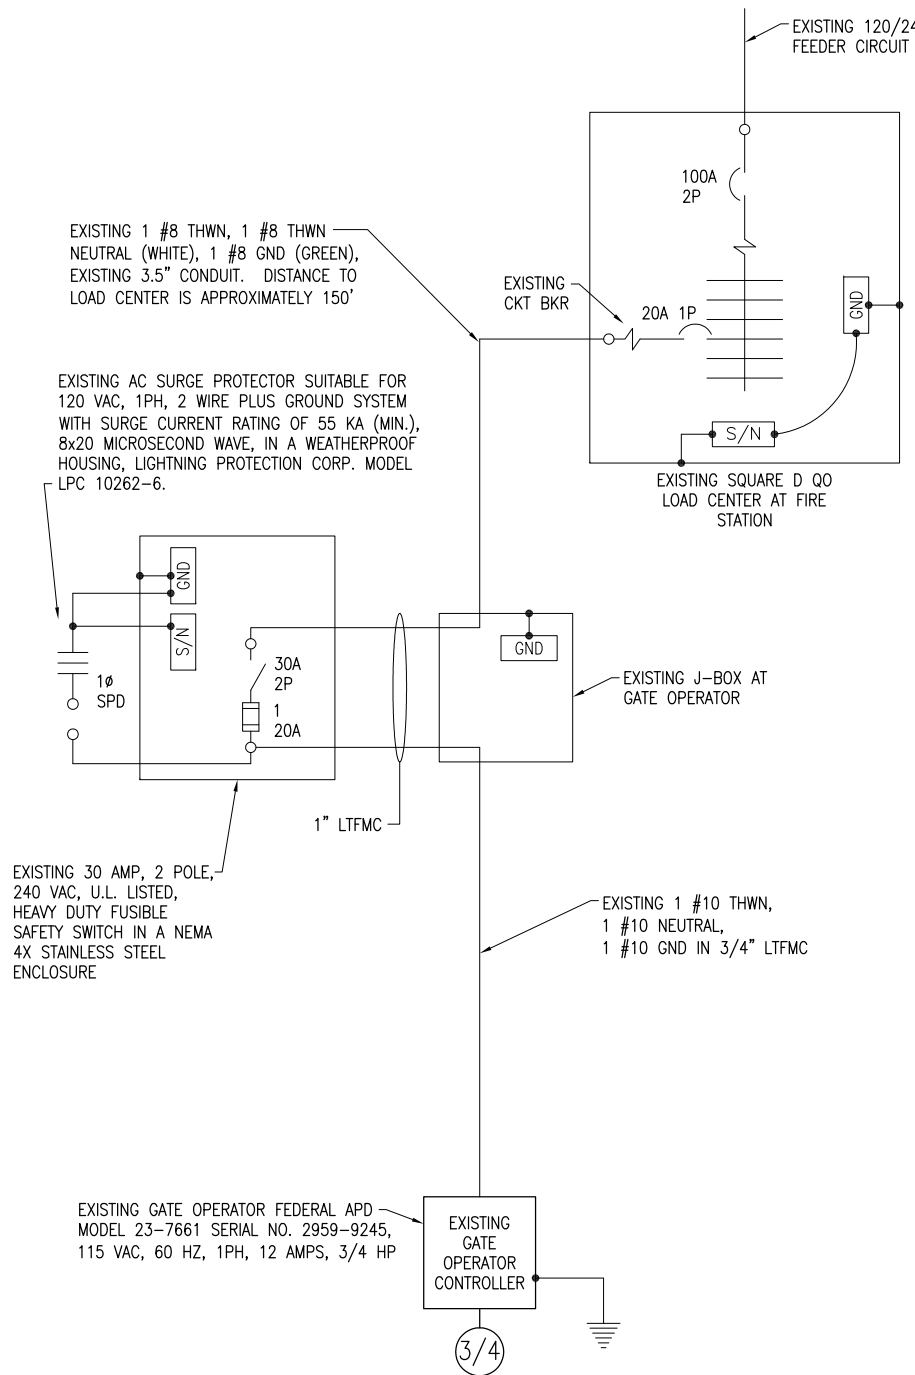 EXISTING 120/24
FEEDER CIRCUIT
100A
2P
EXISTING 1 #8 THWN, 1 #8 THWN
NEUTRAL (WHITE), 1 #8 GND (GREEN),
EXISTING 3.5" CONDUIT. DISTANCE TO
LOAD CENTER IS APPROXIMATELY 150'
EXISTING
CKT BKR
20A 1P
GND
S/N
EXISTING SQUARE D QO
LOAD CENTER AT FIRE
STATION
EXISTING AC SURGE PROTECTOR SUITABLE FOR
120 VAC, 1PH, 2 WIRE PLUS GROUND SYSTEM
WITH SURGE CURRENT RATING OF 55 KA (MIN.),
8x20 MICROSECOND WAVE, IN A WEATHERPROOF
HOUSING, LIGHTNING PROTECTION CORP. MODEL
LPC 10262-6.
GND
S/N
1ø
SPD
30A
2P
1
20A
GND
EXISTING J-BOX AT
GATE OPERATOR
1" LTFMC
EXISTING 30 AMP, 2 POLE,
240 VAC, U.L. LISTED,
HEAVY DUTY FUSIBLE
SAFETY SWITCH IN A NEMA
4X STAINLESS STEEL
ENCLOSURE
EXISTING 1 #10 THWN,
1 #10 NEUTRAL,
1 #10 GND IN 3/4" LTFMC
EXISTING GATE OPERATOR FEDERAL APD
MODEL 23-7661 SERIAL NO. 2959-9245,
115 VAC, 60 HZ, 1PH, 12 AMPS, 3/4 HP
EXISTING
GATE
OPERATOR
CONTROLLER
3/4